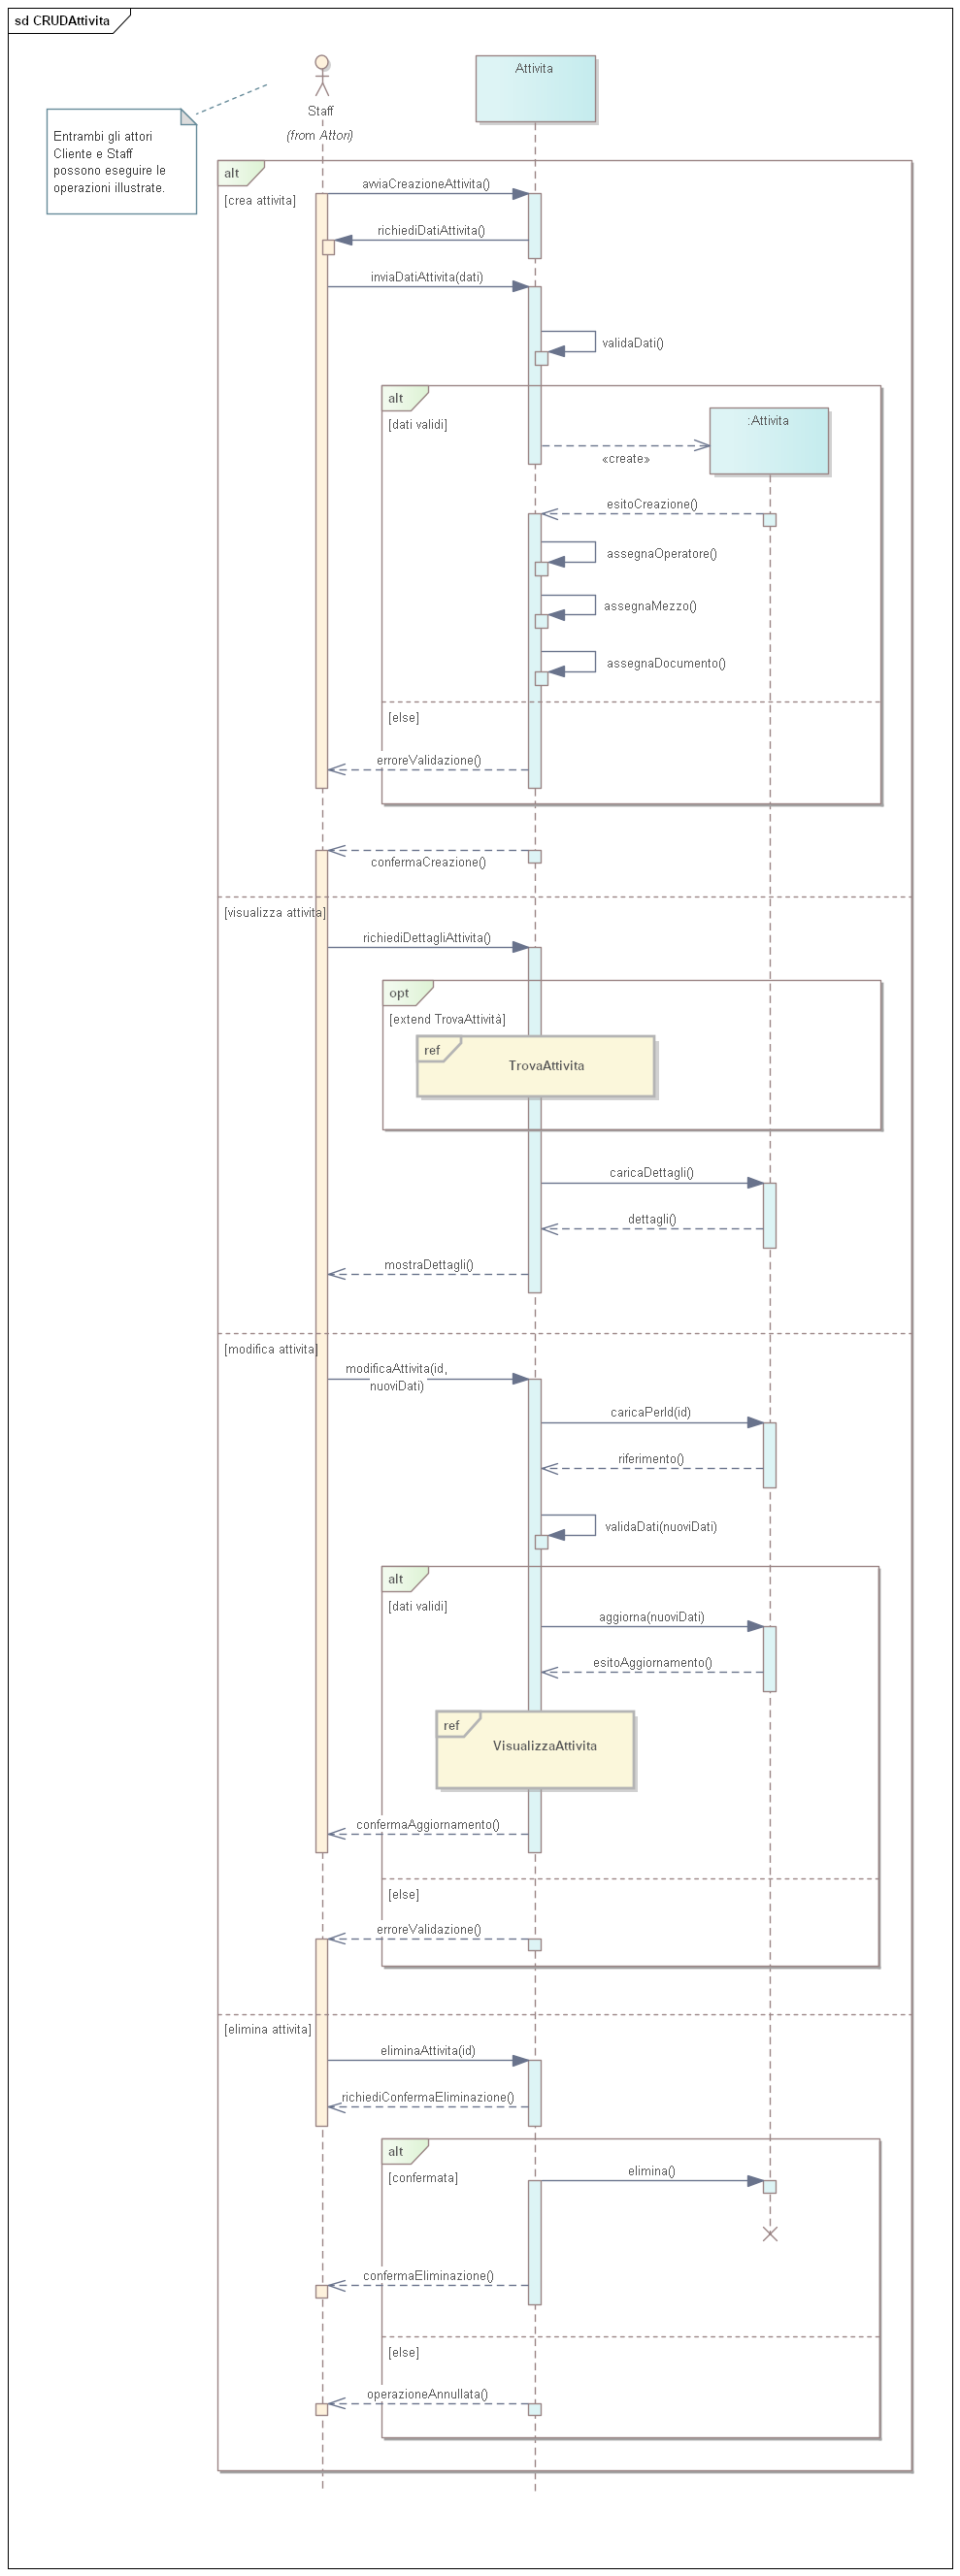 sd CRUDAttivita
Attivita
Staff
(from Attori)
Entrambi gli attori
Cliente e Staff
possono eseguire le
operazioni illustrate.
alt
[crea attivita]
avviaCreazioneAttivita()
richiediDatiAttivita()
inviaDatiAttivita(dati)
validaDati()
alt
[dati validi]
:Attivita
«create»
esitoCreazione()
assegnaOperatore()
assegnaMezzo()
assegnaDocumento()
[else]
erroreValidazione()
confermaCreazione()
[visualizza attivita]
richiediDettagliAttivita()
opt
[extend TrovaAttività]
ref
TrovaAttivita
caricaDettagli()
dettagli()
mostraDettagli()
[modifica attivita]
modificaAttivita(id,
nuoviDati)
caricaPerId(id)
riferimento()
validaDati(nuoviDati)
alt
[dati validi]
aggiorna(nuoviDati)
esitoAggiornamento()
ref
VisualizzaAttivita
confermaAggiornamento()
[else]
erroreValidazione()
[elimina attivita]
eliminaAttivita(id)
richiediConfermaEliminazione()
alt
[confermata]
elimina()
confermaEliminazione()
[else]
operazioneAnnullata()